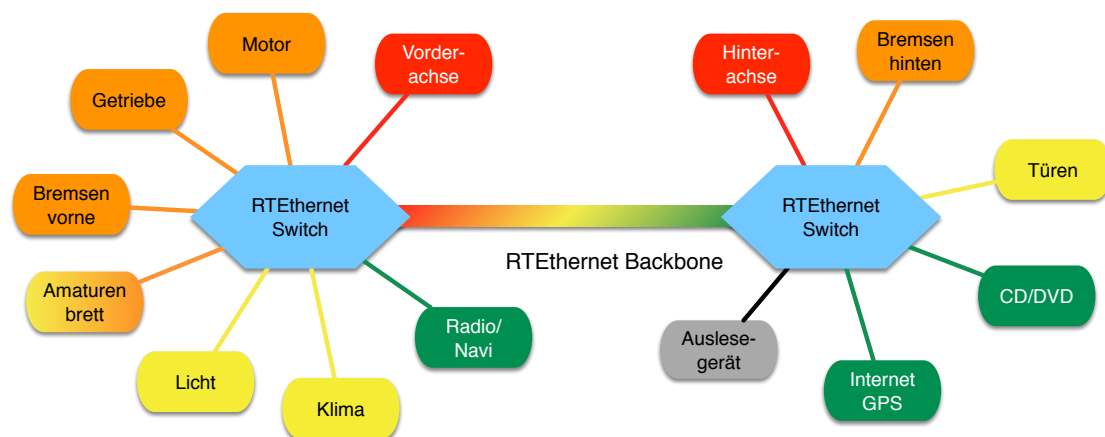 Motor
Vorder-
achse
Hinter-
achse
Bremsen
hinten
Getriebe
Türen
Bremsen
vorne
RTEthernet
Switch
RTEthernet
Switch
RTEthernet Backbone
Amaturen
brett
CD/DVD
Radio/
Navi
Auslese-
gerät
Licht
Klima
Internet
GPS